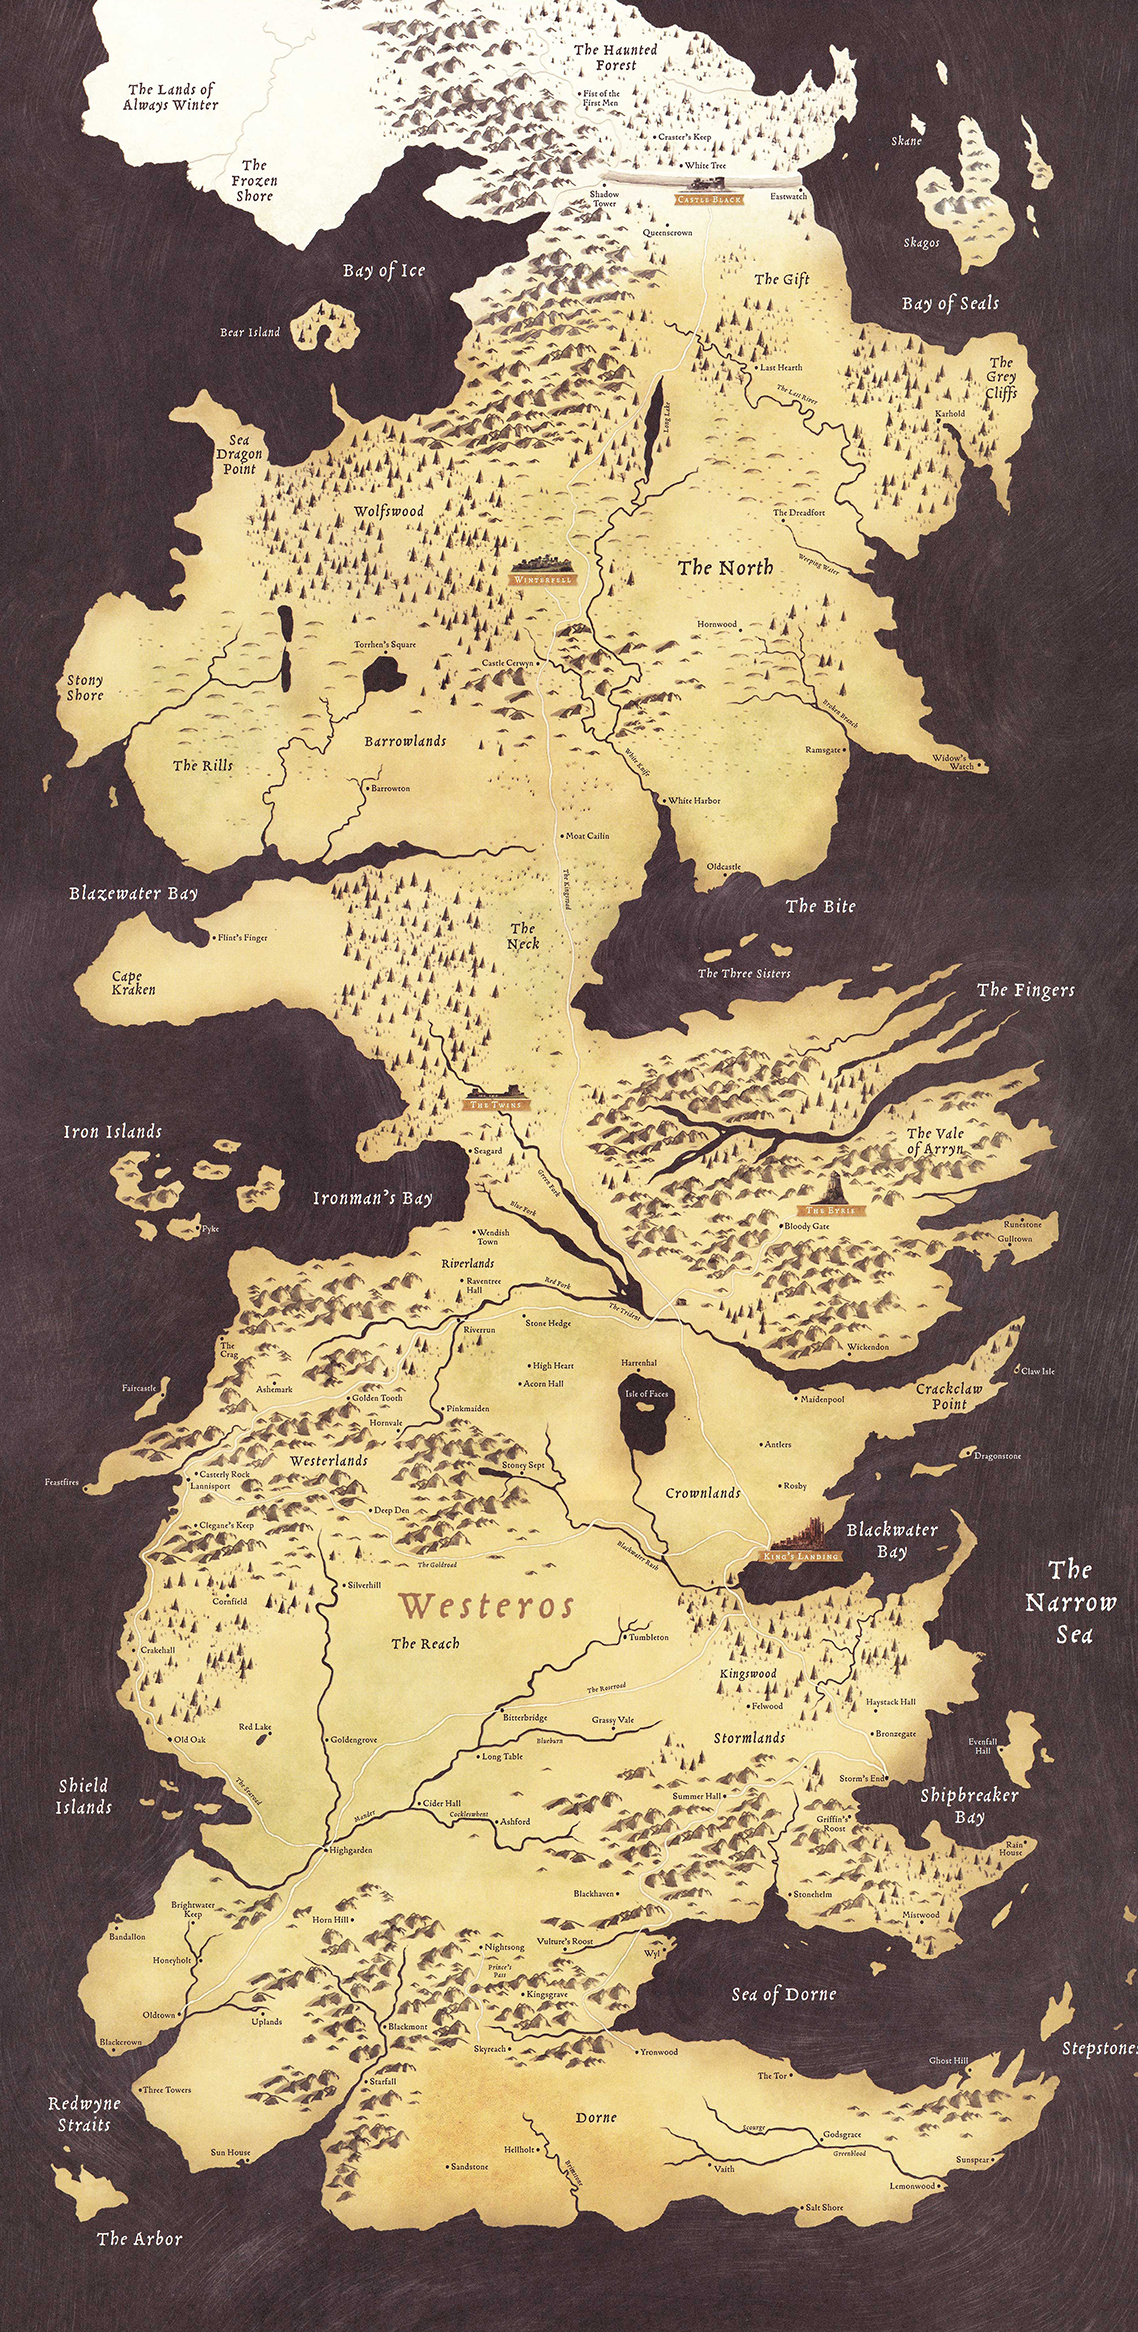 The Haunted
Forest
The Lands of
Always Winter
Fist of the
First Men
Craster's Keep
Skane
The
Frozen
Shore
White Tree
Shadow
Tower
Castle Black
Eastwatch
Queenscrown
Skagos
Bay of Ice
The Gift
Bay of Seals
Bear Island
Last Hearth
The
Grey
Cliffs
The Last River
Long Lake
Karhold
Sea
Dragon
Point
Wolfswood
The Dreadfort
Weeping Water
The North
Winterfell
Hornwood
Torrhen's Square
Castle Cerwyn
Stony
Shore
Broken Branch
Barrowlands
Ramsgate
The Rills
White Knife
Widow's
Watch
Barrowton
White Harbor
Moat Cailin
Oldcastle
The Kingsroad
Blazewater Bay
The Bite
The
Neck
Flint's Finger
The Three Sisters
Cape
Kraken
The Fingers
The Twins
Iron Islands
The Vale
of Arryn
Seagard
Green Fork
Ironman's Bay
Blue Fork
The Eyrie
Pyke
Bloody Gate
Runestone
Gulltown
Wendish
Town
Riverlands
Raventree
Hall
Red Fork
The Trident
Stone Hedge
Riverrun
The
Crag
Wickendon
High Heart
Harrenhal
Claw Isle
Faircastle
Ashemark
Acorn Hall
Isle of Faces
Crackclaw
Point
Golden Tooth
Maidenpool
Pinkmaiden
Hornvale
Antlers
Dragonstone
Westerlands
Stoney Sept
Casterly Rock
Feastfires
Lannisport
Rosby
Crownlands
Deep Den
Clegane's Keep
Blackwater
Bay
King's Landing
Blackwater Rush
The Goldroad
The
Narrow
Sea
Silverhill
Cornfield
Westeros
Tumbleton
The Reach
Crakehall
Kingswood
The Roseroad
Felwood
Haystack Hall
Bitterbridge
Grassy Vale
Red Lake
Old Oak
Goldengrove
Blueburn
Stormlands
Bronzegate
Evenfall
Hall
Long Table
Storm's End
Shield
Islands
The Searoad
Summer Hall
Shipbreaker
Bay
Cider Hall
Mander
Cockleswhent
Ashford
Griffin's
Roost
Rain
House
Highgarden
Blackhaven
Stonehelm
Brightwater
Keep
Horn Hill
Mistwood
Bandallon
Vulture's Roost
Nightsong
Wyl
Honeyholt
Prince's
Pass
Kingsgrave
Sea of Dorne
Oldtown
Uplands
Blackmont
Blackcrown
Skyreach
Yronwood
Stepstones
Ghost Hill
The Tor
Starfall
Three Towers
Redwyne
Straits
Dorne
Scourge
Godsgrace
Hellholt
Greenblood
Sun House
Sandstone
Brimstone
Vaith
Sunspear
Lemonwood
Salt Shore
The Arbor